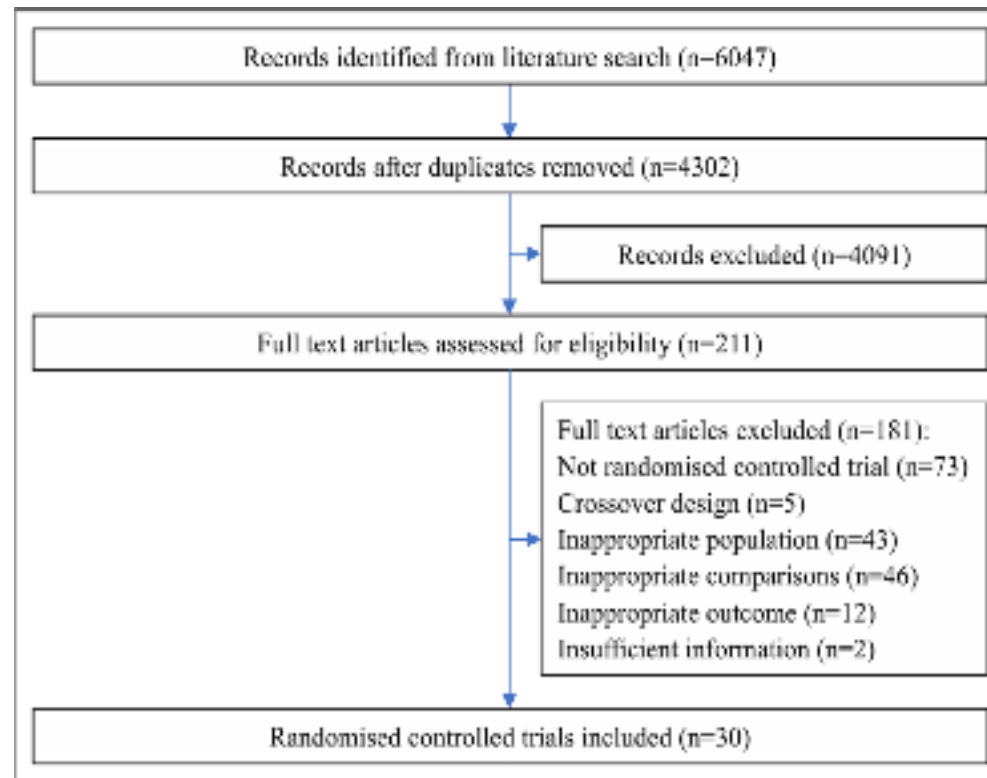 Records identified from literature search (n=6047)
Records after duplicates removed (n=4302)
Records excluded (n=4091)
Full text articles assessed for eligibility (n=211)
Full text articles excluded (n=181):
Not randomised controlled trial (n=73)
Crossover design (n=5)
Inappropriate population (n=43)
Inappropriate comparisons (n=46)
Inappropriate outcome (n=12)
Insufficient information (n=2)
Randomised controlled trials included (n=30)